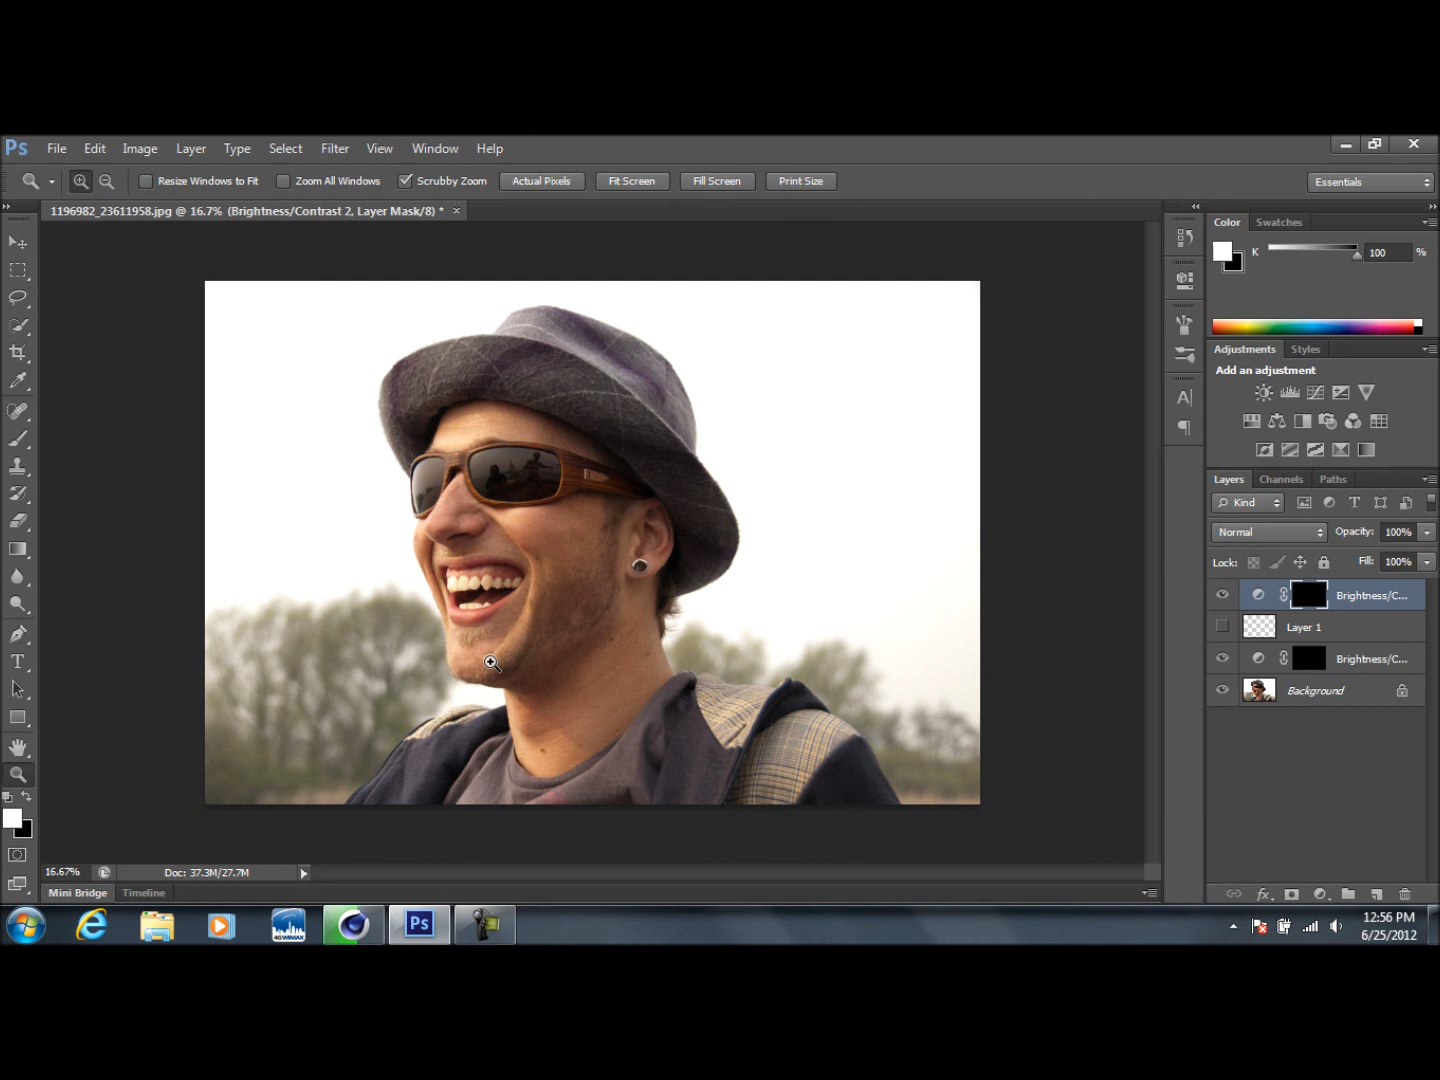 Ps File Edit Image Layer Type Select Filter View Window Help
Resize Windows to Fit Zoom All Windows Scrubby Zoom Actual Pixels Fit Screen Fill Screen Print Size Essentials
1196982_23611958.jpg @ 16.7% (Brightness/Contrast 2, Layer Mask/8) * ×
Color Swatches
K 100 %
Adjustments Styles
Add an adjustment
Layers Channels Paths
Kind
Normal Opacity: 100%
Lock: Fill: 100%
Brightness/C...
Layer 1
Brightness/C...
Background
16.67% Doc: 37.3M/27.7M
Mini Bridge Timeline
4GWIMAX
Ps
12:56 PM
6/25/2012